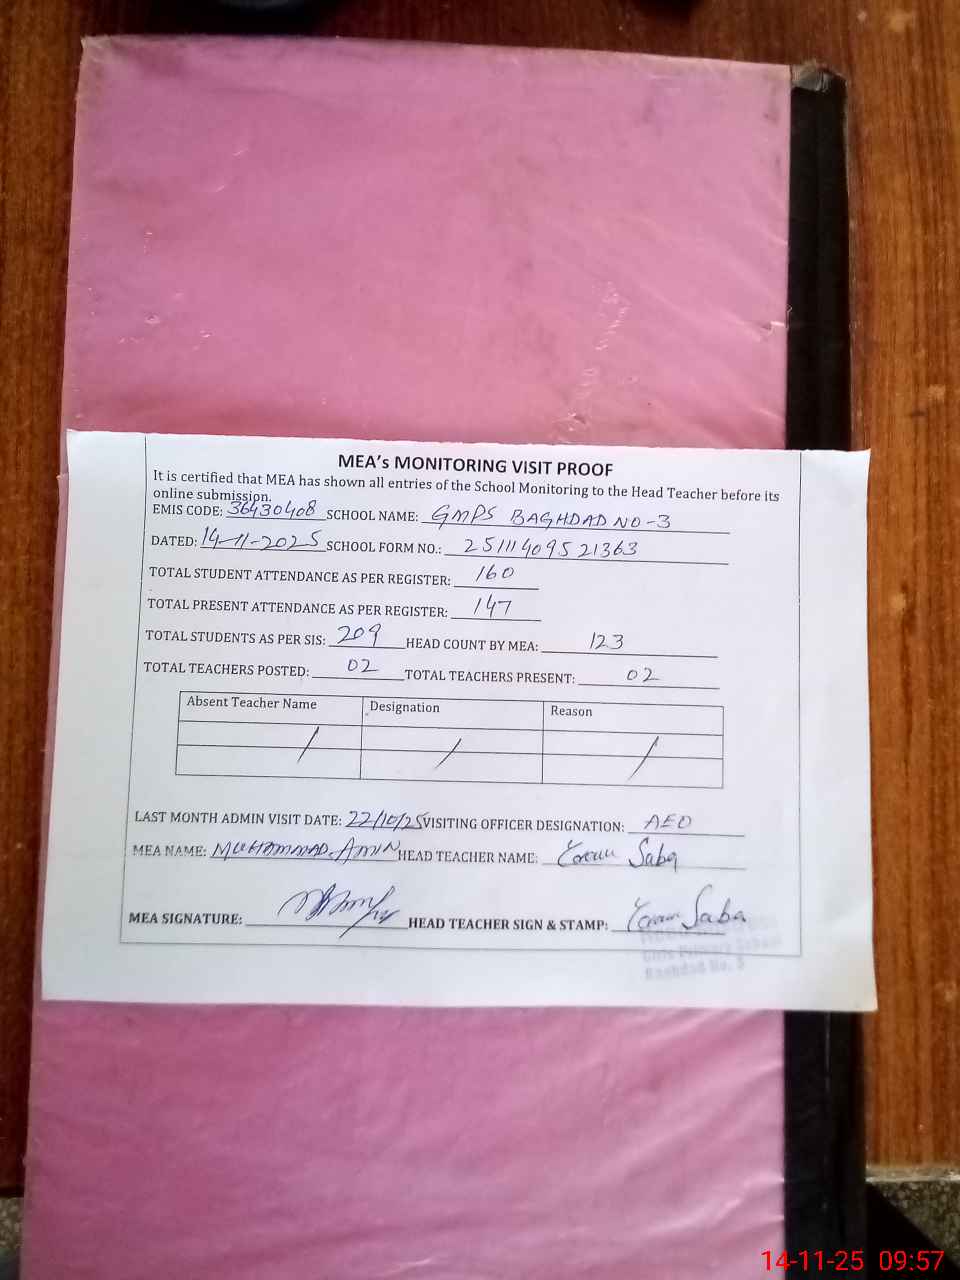 MEA's MONITORING VISIT PROOF
It is certified that MEA has shown all entries of the School Monitoring to the Head Teacher before its
online submission.
EMIS CODE: 36430408 SCHOOL NAME: GMPS BAGHDAD NO-3
DATED: 14-11-2025 SCHOOL FORM NO.: 25111409521363
TOTAL STUDENT ATTENDANCE AS PER REGISTER: 160
TOTAL PRESENT ATTENDANCE AS PER REGISTER: 147
TOTAL STUDENTS AS PER SIS: 209 HEAD COUNT BY MEA: 123
TOTAL TEACHERS POSTED: 02 TOTAL TEACHERS PRESENT: 02
Absent Teacher Name Designation Reason
/ / /
LAST MONTH ADMIN VISIT DATE: 22/10/25 VISITING OFFICER DESIGNATION: AEO
MEA NAME: MUHAMMAD AMIN HEAD TEACHER NAME: Saba
MEA SIGNATURE: HEAD TEACHER SIGN & STAMP: Saba
Primary School
Baghdad No. 3
14-11-25 09:57